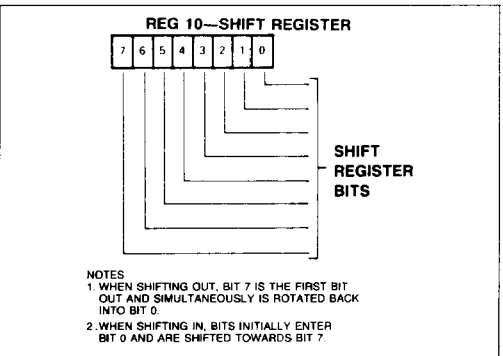 REG 10—SHIFT REGISTER
7 6 5 4 3 2 1 0
SHIFT
REGISTER
BITS
NOTES
1. WHEN SHIFTING OUT, BIT 7 IS THE FIRST BIT
OUT AND SIMULTANEOUSLY IS ROTATED BACK
INTO BIT 0.
2. WHEN SHIFTING IN, BITS INITIALLY ENTER
BIT 0 AND ARE SHIFTED TOWARDS BIT 7.